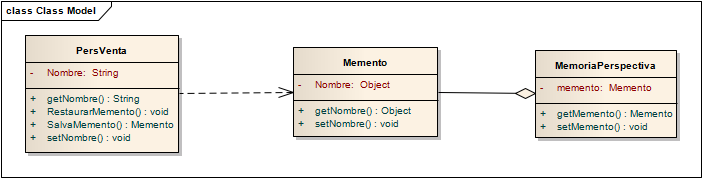 class Class Model
PersVenta
- Nombre: String
+ getNombre() : String
+ RestaurarMemento() : void
+ SalvaMemento() : Memento
+ setNombre() : void
Memento
- Nombre: Object
+ getNombre() : Object
+ setNombre() : void
MemoriaPerspectiva
- memento: Memento
+ getMemento() : Memento
+ setMemento() : void